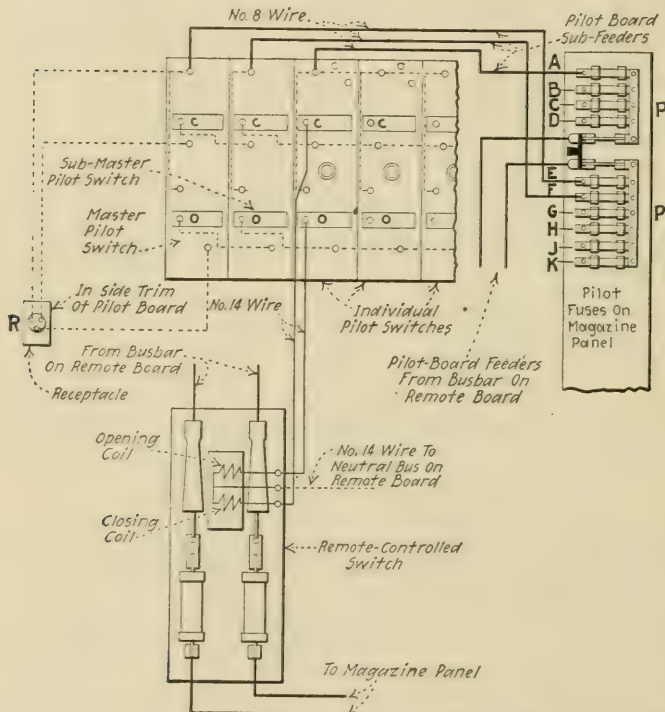 No. 8 Wire
Pilot Board
Sub-Feeders
A
B
C
D
P
E
F
G
H
J
K
P
C
C
C
C
Sub-Master
Pilot Switch
Master
Pilot
Switch
O
O
O
O
In Side Trim
Of Pilot Board
R
Receptacle
No. 14 Wire
Individual
Pilot Switches
Pilot
Fuses On
Magazine
Panel
From Busbar
On Remote Board
Pilot-Board Feeders
From Busbar On
Remote Board
Opening
Coil
No. 14 Wire To
Neutral Bus On
Remote Board
Closing
Coil
Remote-Controlled
Switch
To Magazine Panel